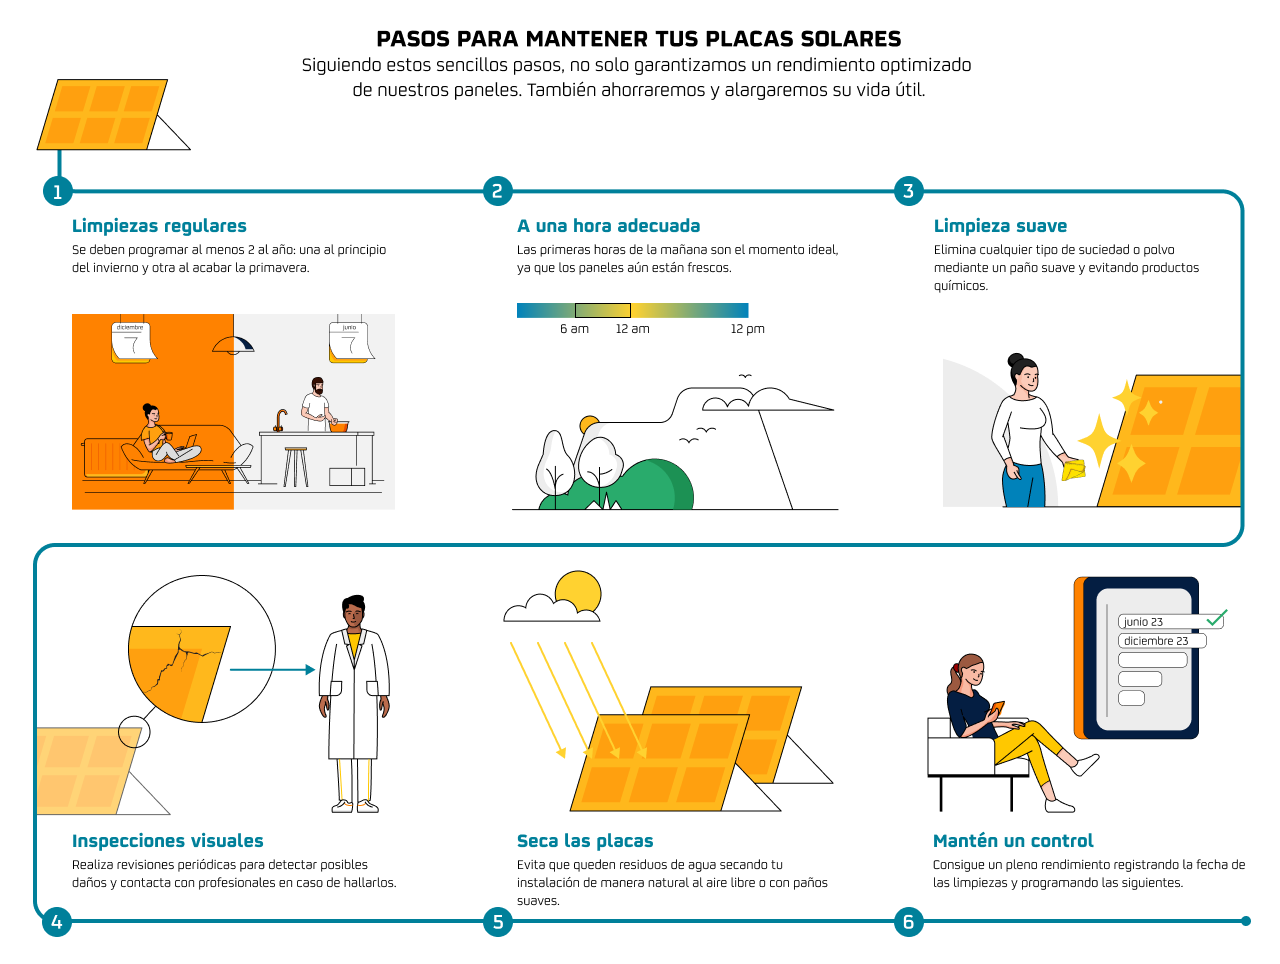 PASOS PARA MANTENER TUS PLACAS SOLARES
Siguiendo estos sencillos pasos, no solo garantizamos un rendimiento optimizado
de nuestros paneles. También ahorraremos y alargaremos su vida útil.
1
Limpiezas regulares
Se deben programar al menos 2 al año: una al principio
del invierno y otra al acabar la primavera.
diciembre
7
junio
7
2
A una hora adecuada
Las primeras horas de la mañana son el momento ideal,
ya que los paneles aún están frescos.
6 am
12 am
12 pm
3
Limpieza suave
Elimina cualquier tipo de suciedad o polvo
mediante un paño suave y evitando productos
químicos.
Inspecciones visuales
Realiza revisiones periódicas para detectar posibles
daños y contacta con profesionales en caso de hallarlos.
4
Seca las placas
Evita que queden residuos de agua secando tu
instalación de manera natural al aire libre o con paños
suaves.
5
junio 23
diciembre 23
Mantén un control
Consigue un pleno rendimiento registrando la fecha de
las limpiezas y programando las siguientes.
6